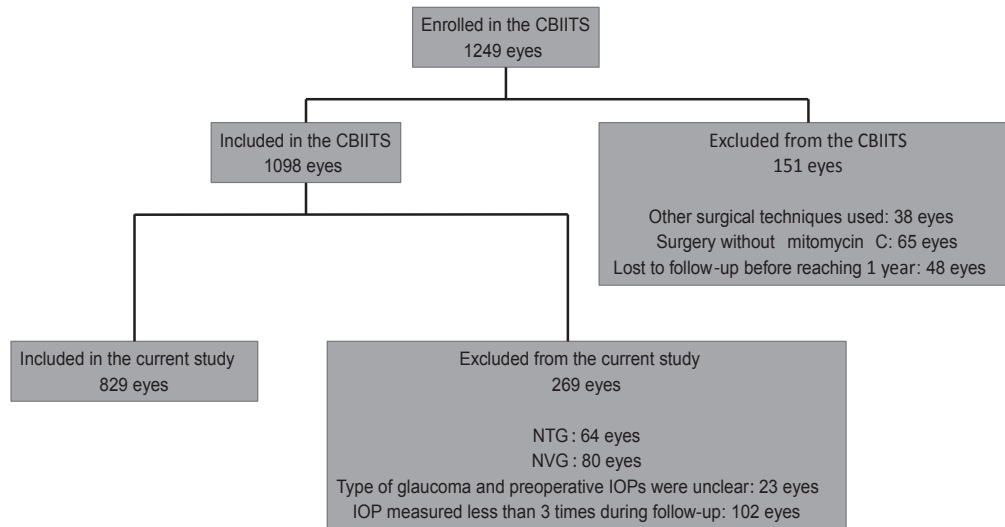 Enrolled in the CBIITS
1249 eyes
Included in the CBIITS
1098 eyes
Excluded from the CBIITS
151 eyes
Other surgical techniques used: 38 eyes
Surgery without mitomycin C: 65 eyes
Lost to follow-up before reaching 1 year: 48 eyes
Included in the current study
829 eyes
Excluded from the current study
269 eyes
NTG: 64 eyes
NVG: 80 eyes
Type of glaucoma and preoperative IOPs were unclear: 23 eyes
IOP measured less than 3 times during follow-up: 102 eyes